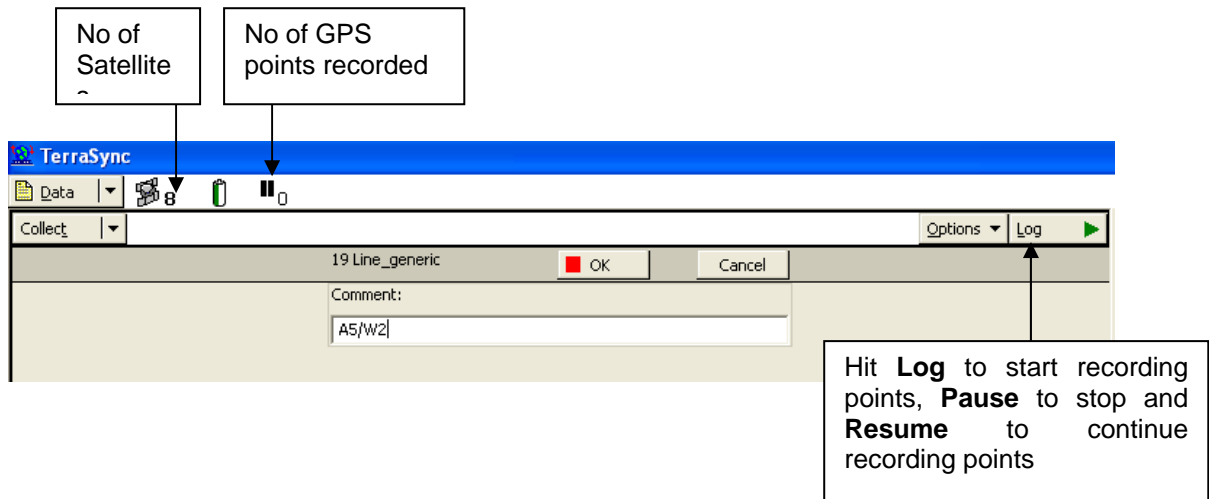 No of
Satellite
No of GPS
points recorded
TerraSync
Data 8 0
Collect Options Log
19 Line_generic OK Cancel
Comment:
A5/W2
Hit Log to start recording
points, Pause to stop and
Resume to continue
recording points